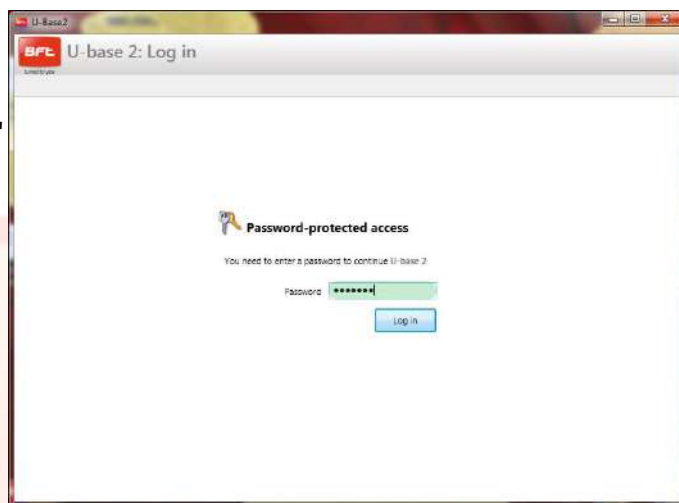 U-Base2
BFt
U-base 2: Log in
Password-protected access
You need to enter a password to continue U-base 2
Password •••••••
Log in